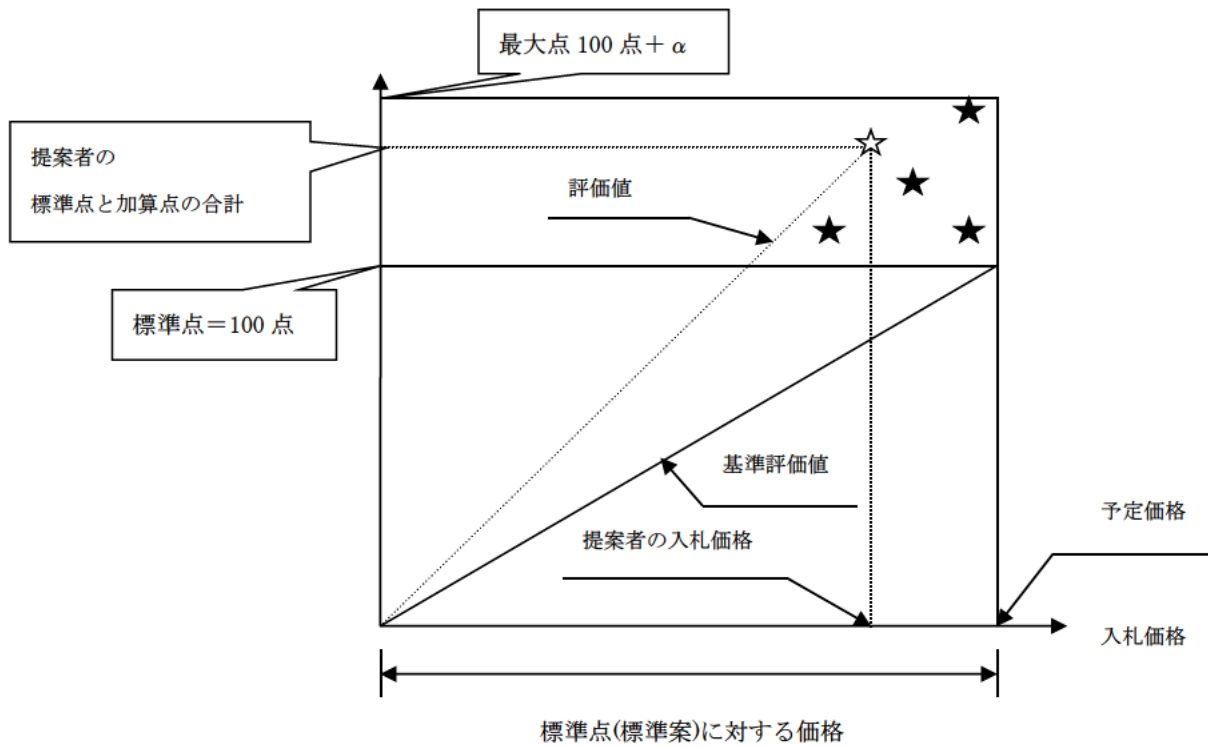 最大点 100 点＋α
提案者の
標準点と加算点の合計
評価値
標準点＝100 点
基準評価値
提案者の入札価格
予定価格
入札価格
標準点(標準案)に対する価格